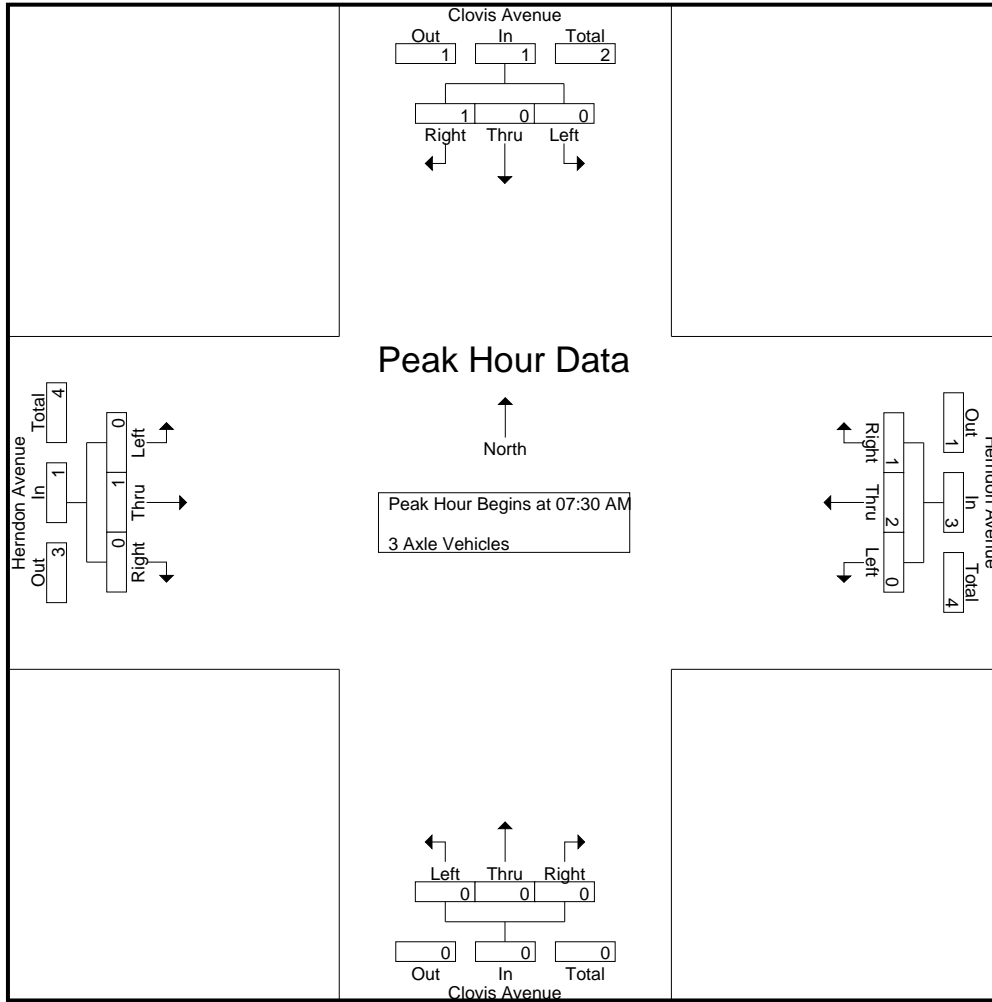 Clovis Avenue
Out In Total
1 1 2
1 0 0
Right Thru Left
Peak Hour Data
North
Peak Hour Begins at 07:30 AM
3 Axle Vehicles
Herndon Avenue
Out In Total
3 1 4
0 1 0
Left Thru Right
Herndon Avenue
Out In Total
1 3 4
1 2 0
Right Thru Left
Left Thru Right
0 0 0
0 0 0
Out In Total
Clovis Avenue